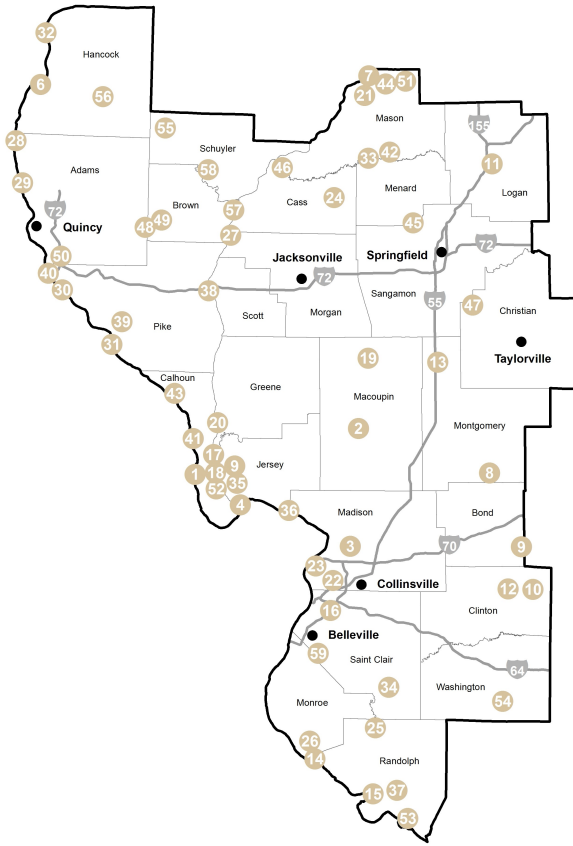 32
Hancock
6
56
7
44
51
21
Mason
155
28
55
Schuyler
Adams
58
46
33
42
11
29
Cass
24
Menard
Logan
72
Brown
57
Quincy
48
49
27
45
Jacksonville
Springfield
72
50
40
72
30
38
Sangamon
55
47
Christian
39
Pike
Scott
Morgan
31
Taylorville
19
13
Calhoun
Greene
43
Macoupin
20
2
Montgomery
41
17
1
18
9
Jersey
52
35
8
4
36
Madison
Bond
3
70
9
23
22
Collinsville
12
10
16
Clinton
Belleville
59
Saint Clair
64
34
Washington
Monroe
54
25
26
14
Randolph
15
37
53